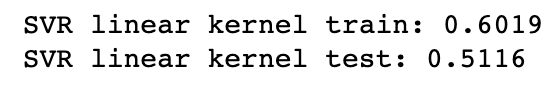 SVR linear kernel train: 0.6019
SVR linear kernel test: 0.5116